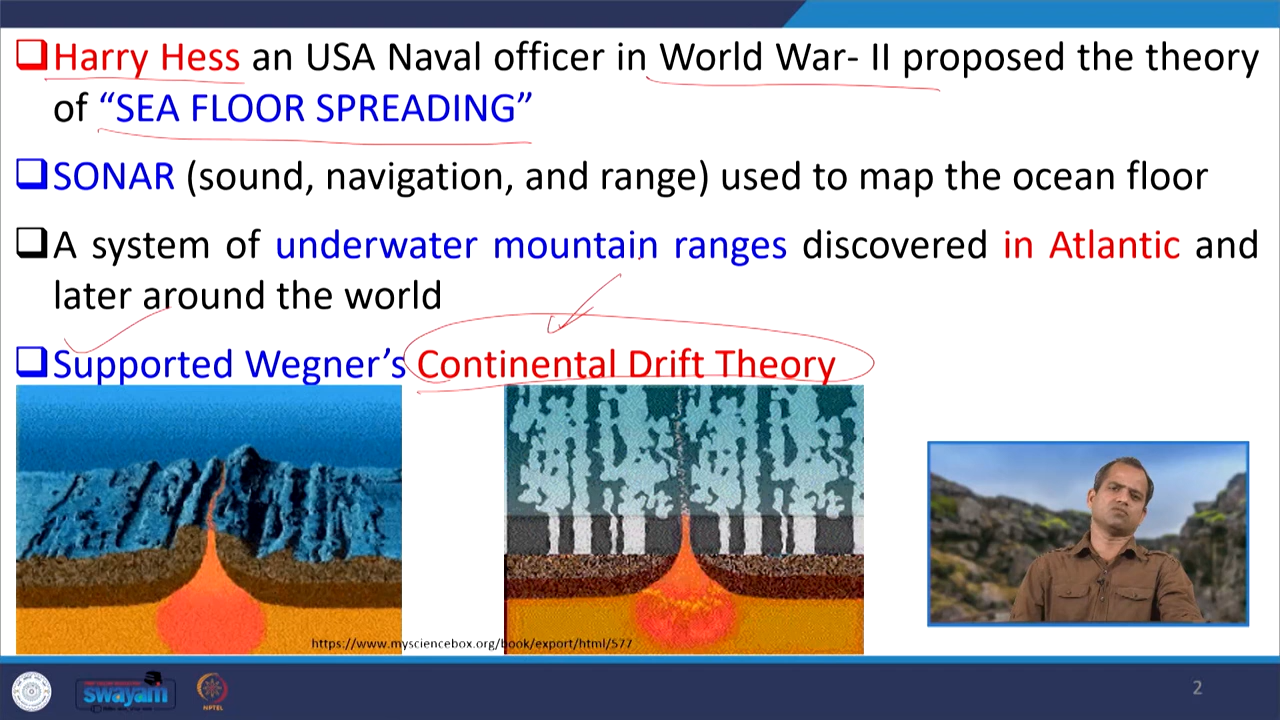 Harry Hess an USA Naval officer in World War- II proposed the theory
of “SEA FLOOR SPREADING”
SONAR (sound, navigation, and range) used to map the ocean floor
A system of underwater mountain ranges discovered in Atlantic and
later around the world
Supported Wegner’s Continental Drift Theory
https://www.mysciencebox.org/book/export/html/577
swayam
NPTEL
2